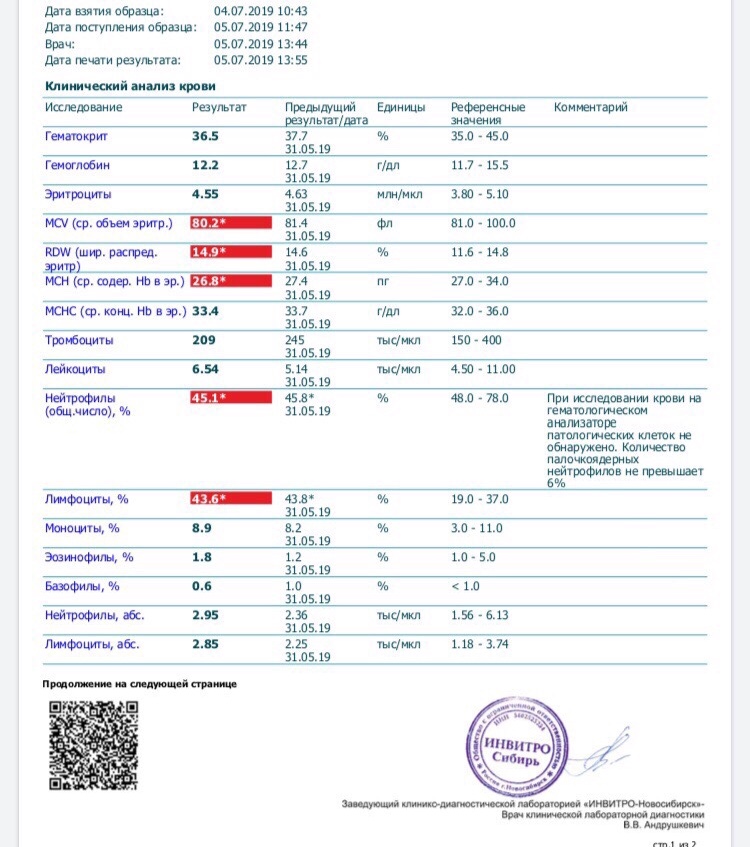 Дата взятия образца: 04.07.2019 10:43
Дата поступления образца: 05.07.2019 11:47
Врач: 05.07.2019 13:44
Дата печати результата: 05.07.2019 13:55
Клинический анализ крови
Исследование Результат Предыдущий результат/дата Единицы Референсные значения Комментарий
Гематокрит 36.5 37.7 % 35.0 - 45.0
31.05.19
Гемоглобин 12.2 12.7 г/дл 11.7 - 15.5
31.05.19
Эритроциты 4.55 4.63 млн/мкл 3.80 - 5.10
31.05.19
MCV (ср. объем эритр.) 80.2* 81.4 фл 81.0 - 100.0
31.05.19
RDW (шир. распред. эритр) 14.9* 14.6 % 11.6 - 14.8
31.05.19
MCH (ср. содер. Hb в эр.) 26.8* 27.4 пг 27.0 - 34.0
31.05.19
MCHC (ср. конц. Hb в эр.) 33.4 33.7 г/дл 32.0 - 36.0
31.05.19
Тромбоциты 209 245 тыс/мкл 150 - 400
31.05.19
Лейкоциты 6.54 5.14 тыс/мкл 4.50 - 11.00
31.05.19
Нейтрофилы (общ.число), % 45.1* 45.8* % 48.0 - 78.0
31.05.19
При исследовании крови на
гематологическом
анализаторе
патологических клеток не
обнаружено. Количество
палочкоядерных
нейтрофилов не превышает
6%
Лимфоциты, % 43.6* 43.8* % 19.0 - 37.0
31.05.19
Моноциты, % 8.9 8.2 % 3.0 - 11.0
31.05.19
Эозинофилы, % 1.8 1.2 % 1.0 - 5.0
31.05.19
Базофилы, % 0.6 1.0 % < 1.0
31.05.19
Нейтрофилы, абс. 2.95 2.36 тыс/мкл 1.56 - 6.13
31.05.19
Лимфоциты, абс. 2.85 2.25 тыс/мкл 1.18 - 3.74
31.05.19
Продолжение на следующей странице
Общество с ограниченной ответственностью
ИНВИТРО
Сибирь
Россия г.Новосибирск
Заведующий клинико-диагностической лабораторией «ИНВИТРО-Новосибирск»-
Врач клинической лабораторной диагностики
В.В. Андрушкевич
стр.1 из 2